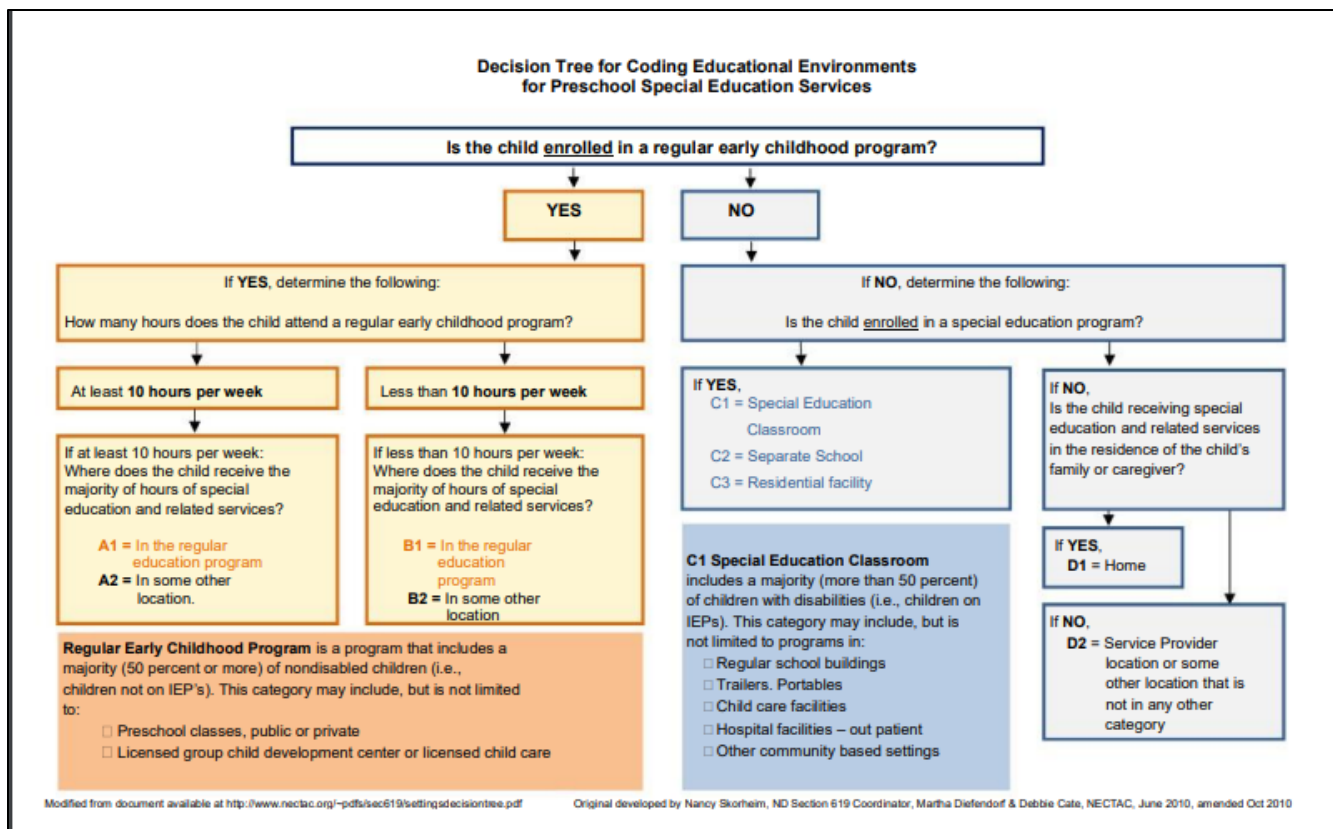 Decision Tree for Coding Educational Environments
for Preschool Special Education Services
Is the child enrolled in a regular early childhood program?
YES
NO
If YES, determine the following:
How many hours does the child attend a regular early childhood program?
If NO, determine the following:
Is the child enrolled in a special education program?
At least 10 hours per week
Less than 10 hours per week
If at least 10 hours per week:
Where does the child receive the
majority of hours of special
education and related services?
A1 = In the regular
education program
A2 = In some other
location.
If less than 10 hours per week:
Where does the child receive the
majority of hours of special
education and related services?
B1 = In the regular
education
program
B2 = In some other
location
Regular Early Childhood Program is a program that includes a
majority (50 percent or more) of nondisabled children (i.e.,
children not on IEP's). This category may include, but is not limited
to:
□ Preschool classes, public or private
□ Licensed group child development center or licensed child care
If YES,
C1 = Special Education
Classroom
C2 = Separate School
C3 = Residential facility
C1 Special Education Classroom
includes a majority (more than 50 percent)
of children with disabilities (i.e., children on
IEPs). This category may include, but is
not limited to programs in:
□ Regular school buildings
□ Trailers. Portables
□ Child care facilities
□ Hospital facilities – out patient
□ Other community based settings
If NO,
Is the child receiving special
education and related services
in the residence of the child's
family or caregiver?
If YES,
D1 = Home
If NO,
D2 = Service Provider
location or some
other location that is
not in any other
category
Modified from document available at http://www.nectac.org/~pdfs/sec619/settingsdecisiontree.pdf
Original developed by Nancy Skorheim, ND Section 619 Coordinator, Martha Diefendorf & Debbie Cate, NECTAC, June 2010, amended Oct 2010